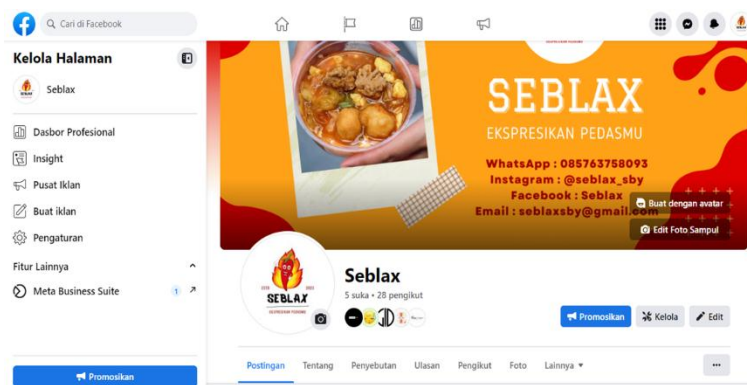 Cari di Facebook
Kelola Halaman
Seblax
Dasbor Profesional
Insight
Pusat Iklan
Buat iklan
Pengaturan
Fitur Lainnya
Meta Business Suite
1
Promosikan
SEBLAX
EKSPRESIKAN PEDASMU
WhatsApp : 085763758093
Instagram : @seblax_sby
Facebook : Seblax
Email : seblaxsby@gmail.com
Buat dengan avatar
Edit Foto Sampul
SEBLAX
Seblax
5 suka • 28 pengikut
Promosikan
Kelola
Edit
Postingan Tentang Penyebutan Ulasan Pengikut Foto Lainnya